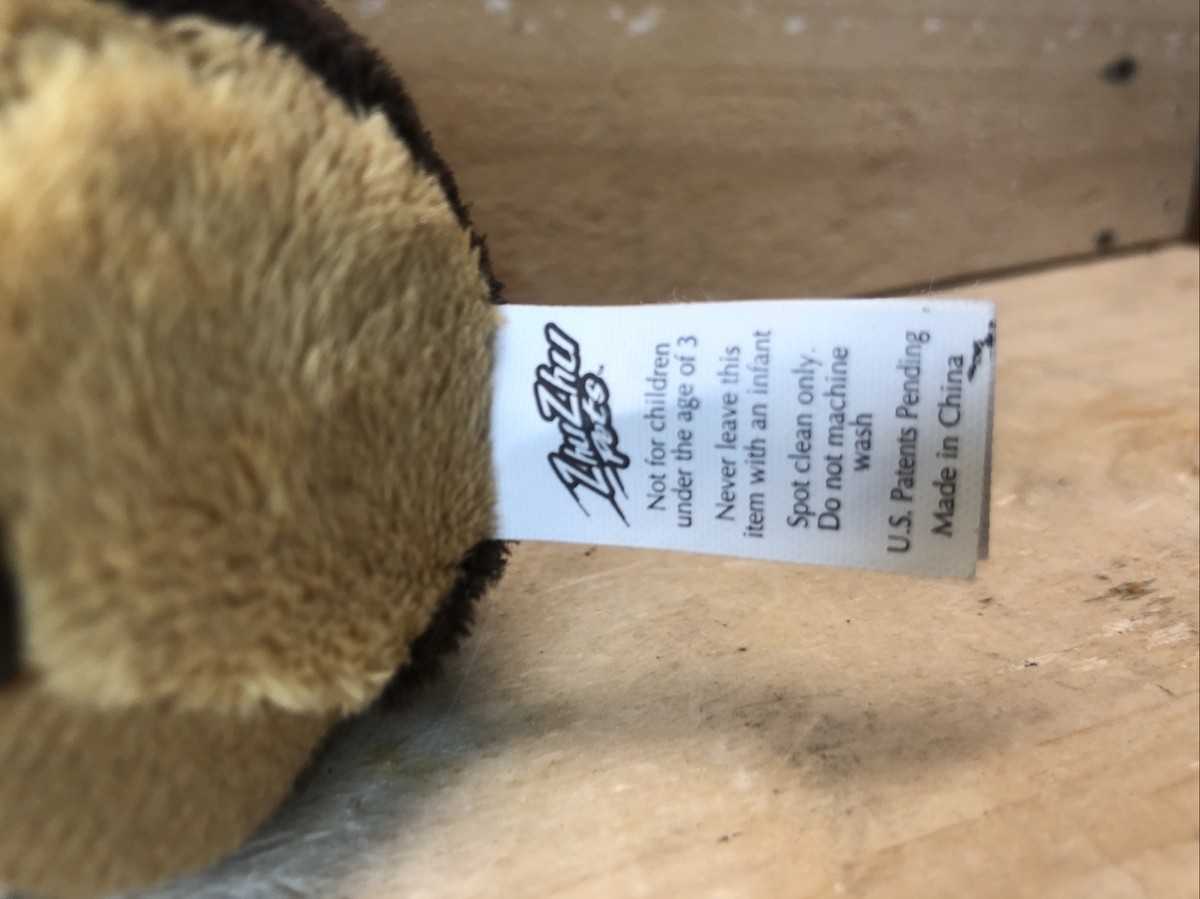 ZhuZhu
Pets™
Not for children
under the age of 3
Never leave this
item with an infant
Spot clean only.
Do not machine
wash
U.S. Patents Pending
Made in China